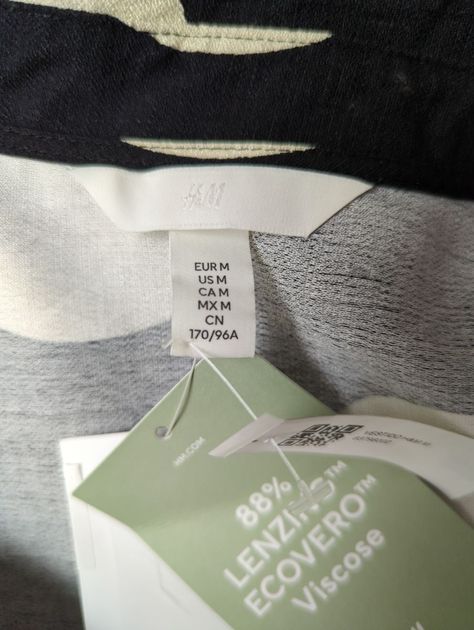 H&M
EUR M
US M
CA M
MX M
CN
170/96A
HM.COM
88%
LENZING™
ECOVERO™
Viscose